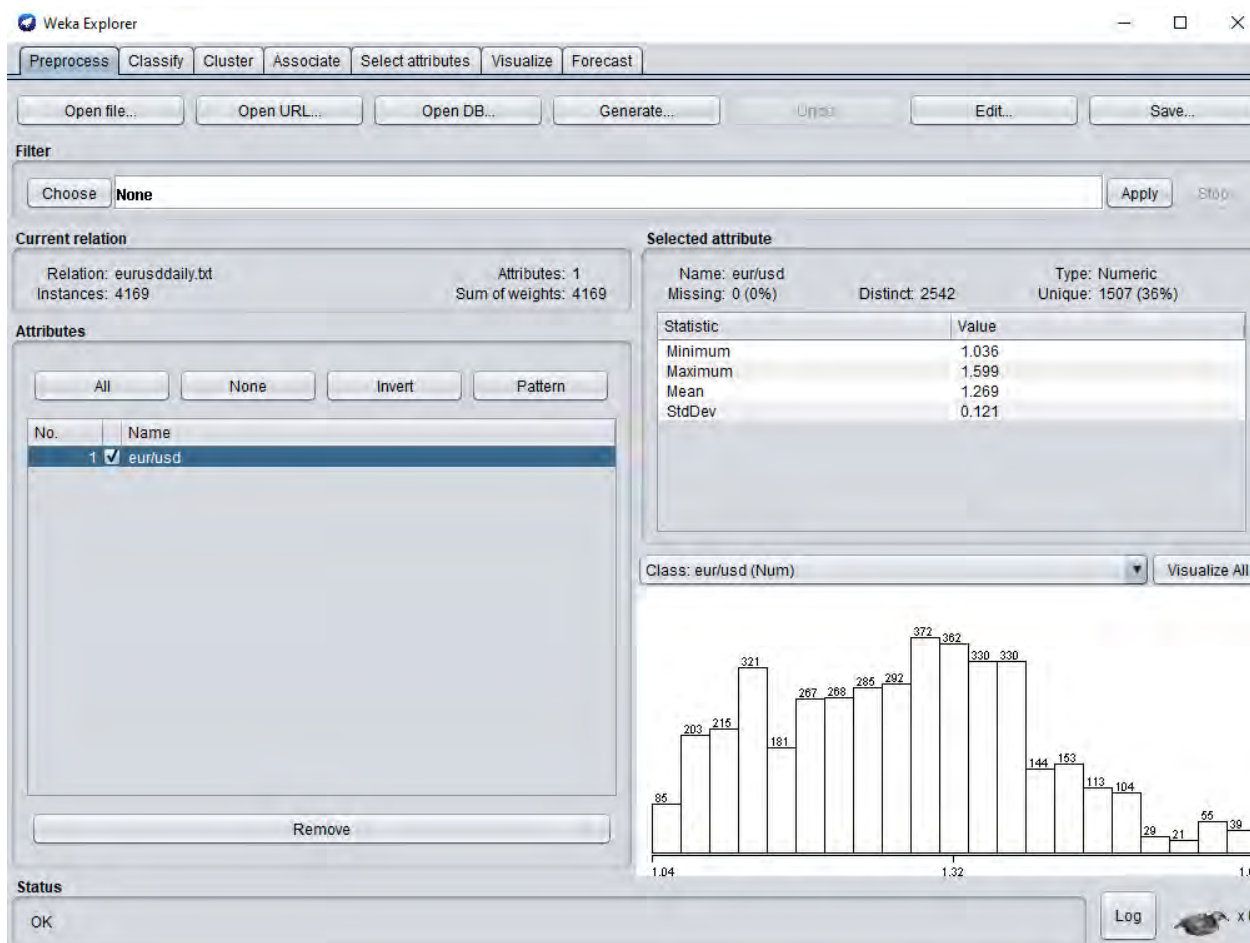 Weka Explorer
Preprocess Classify Cluster Associate Select attributes Visualize Forecast
Open file... Open URL... Open DB... Generate... Undo Edit... Save...
Filter
Choose None Apply Stop
Current relation
Relation: eurusddaily.txt Attributes: 1
Instances: 4169 Sum of weights: 4169
Selected attribute
Name: eur/usd Type: Numeric
Missing: 0 (0%) Distinct: 2542 Unique: 1507 (36%)
Statistic Value
Minimum 1.036
Maximum 1.599
Mean 1.269
StdDev 0.121
Attributes
All None Invert Pattern
No. Name
1 eur/usd
Remove
Class: eur/usd (Num) Visualize All
85 203 215 321 181 267 268 285 292 372 362 330 330 144 153 113 104 29 21 55 39
1.04 1.32
Status
OK
Log x